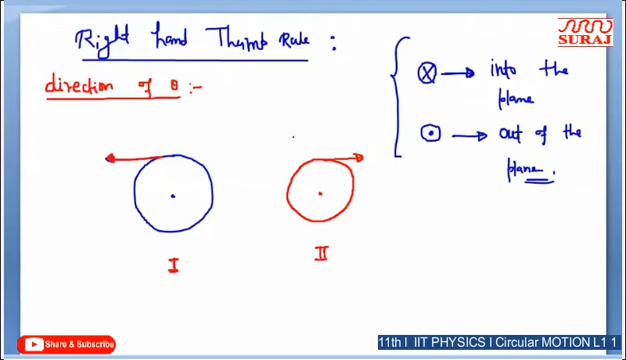 Right hand Thumb Rule :
direction of θ :-
⊗ → into the
plane
⊙ → out of the
plane.
I
II
SURAJ
Share & Subscribe
11th I IIT PHYSICS I Circular MOTION L1 1